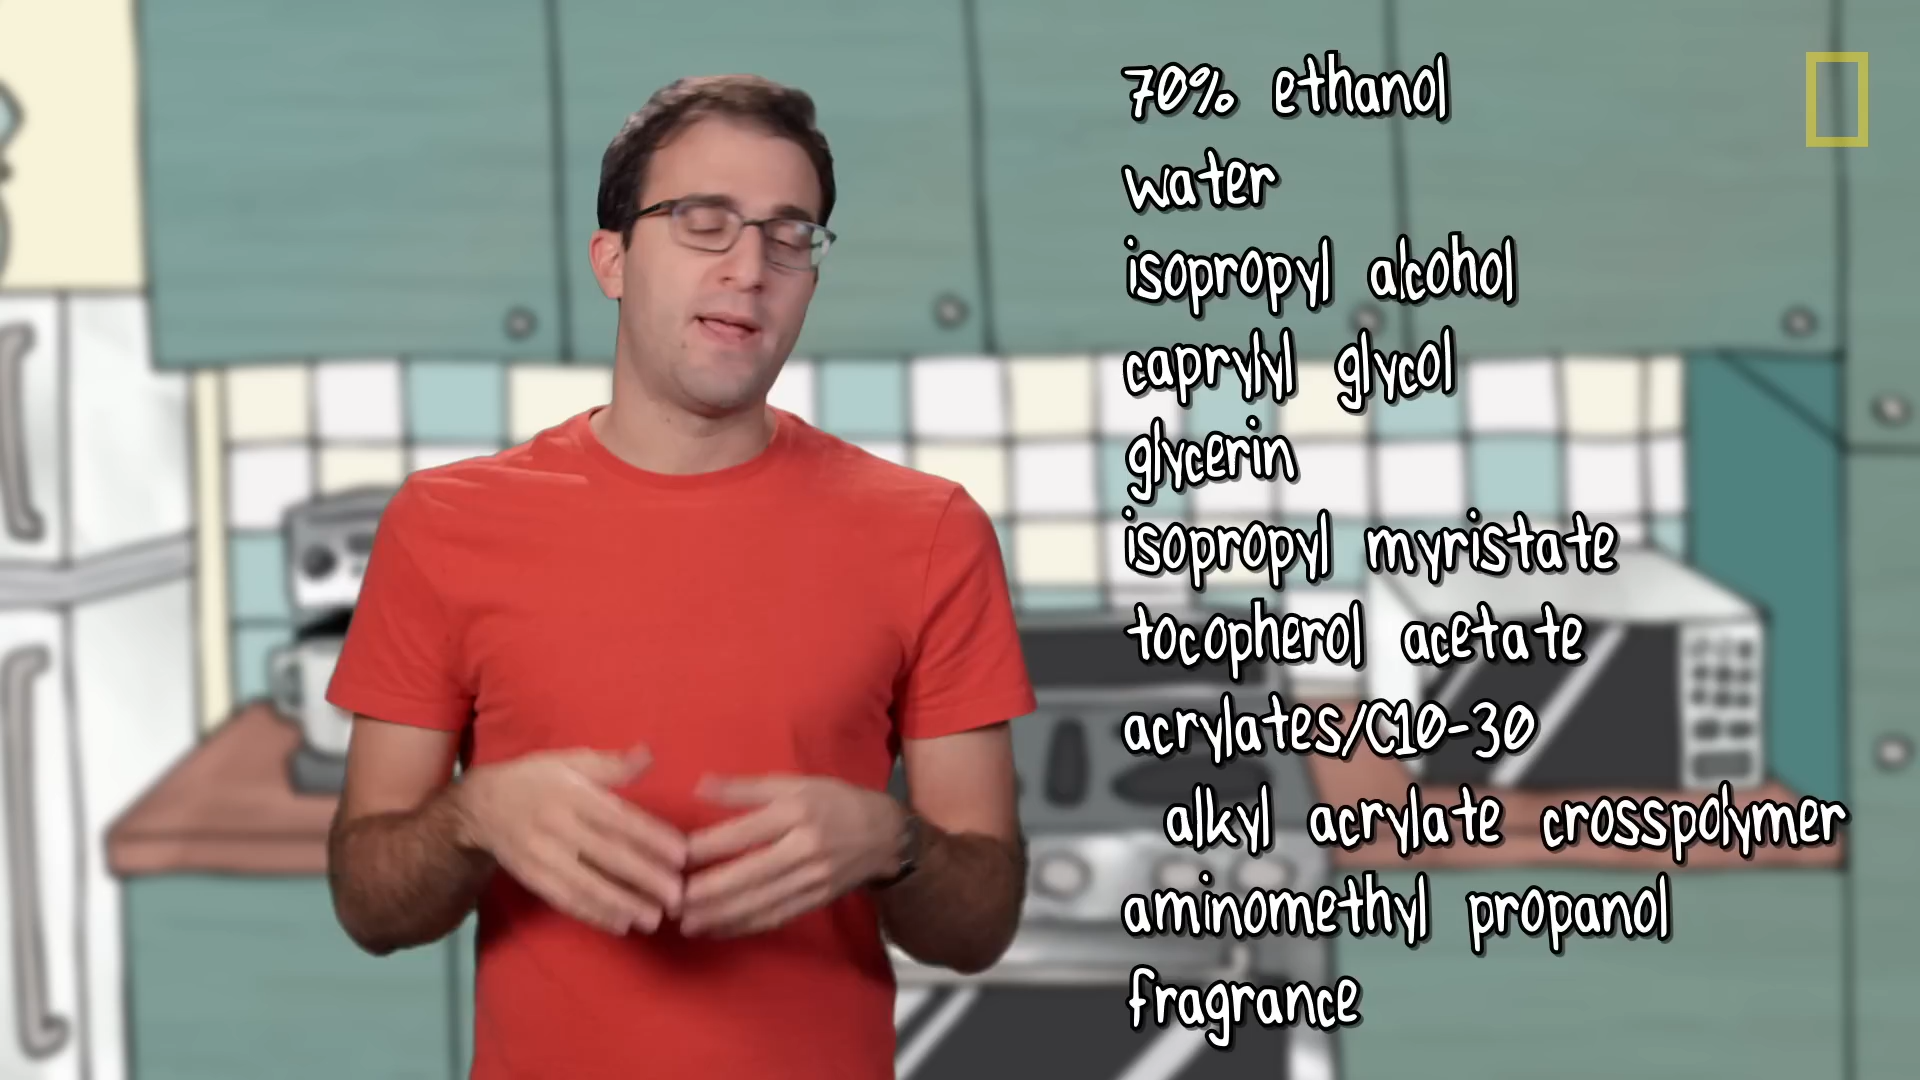 70% ethanol
water
isopropyl alcohol
caprylyl glycol
glycerin
isopropyl myristate
tocopherol acetate
acrylates/C10-30
alkyl acrylate crosspolymer
aminomethyl propanol
fragrance